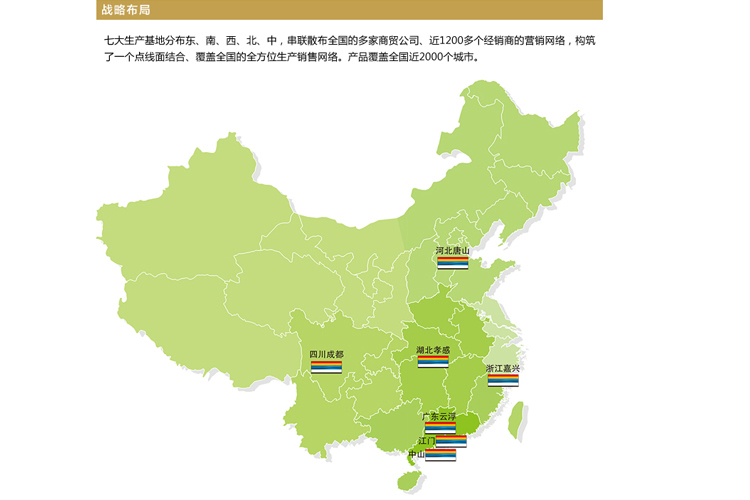 战略布局
七大生产基地分布东、南、西、北、中，串联散布全国的多家商贸公司、近1200多个经销商的营销网络，构筑
了一个点线面结合、覆盖全国的全方位生产销售网络。产品覆盖全国近2000个城市。
河北唐山
四川成都
湖北孝感
浙江嘉兴
广东云浮
江门
中山